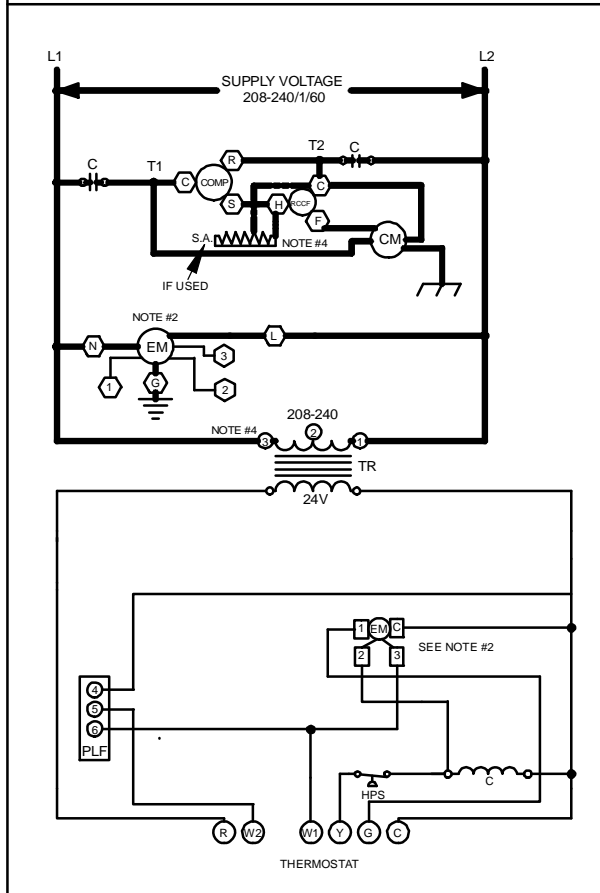 L1 L2
SUPPLY VOLTAGE
208-240/1/60
C T1 T2 C
C COMP R
S H RCCF C
F
S.A. NOTE #4 CM
IF USED
NOTE #2
N EM L
3
1 G 2
208-240
NOTE #4 3 2 1
TR
24V
1 EM C
SEE NOTE #2
2 3
4
5
6
PLF
HPS C
R W2 W1 Y G C
THERMOSTAT